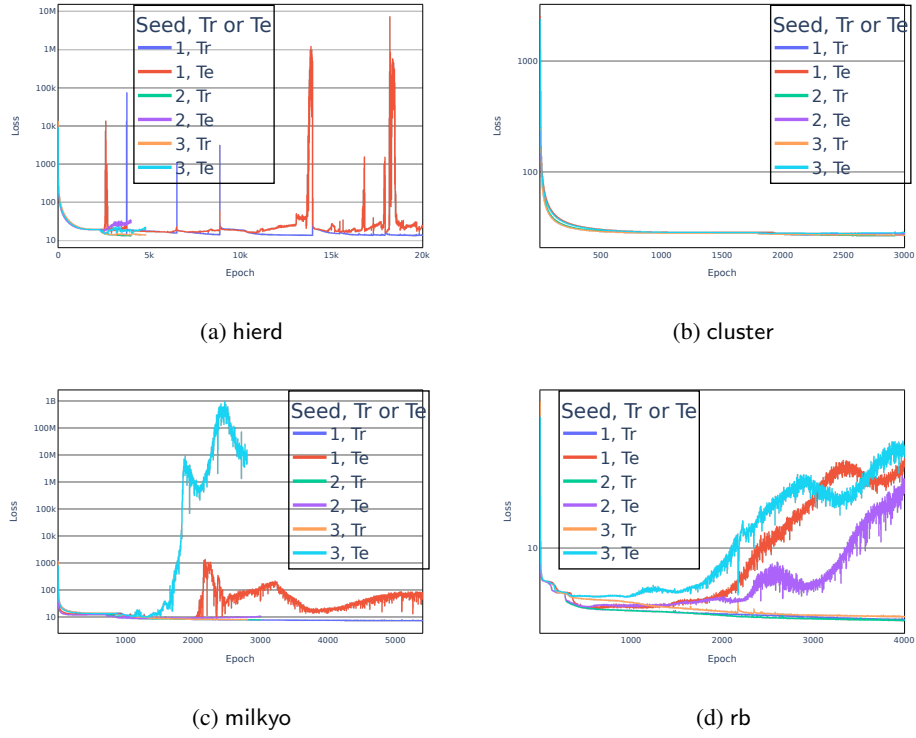 Seed, Tr or Te
1, Tr
1, Te
2, Tr
2, Te
3, Tr
3, Te
10M
1M
100k
10k
1000
100
10
Loss
0
5k
10k
15k
20k
Epoch
(a) hierd
Seed, Tr or Te
1, Tr
1, Te
2, Tr
2, Te
3, Tr
3, Te
1000
100
Loss
500
1000
1500
2000
2500
3000
Epoch
(b) cluster
Seed, Tr or Te
1, Tr
1, Te
2, Tr
2, Te
3, Tr
3, Te
1B
100M
10M
1M
100k
10k
1000
100
10
Loss
1000
2000
3000
4000
5000
Epoch
(c) milkyo
Seed, Tr or Te
1, Tr
1, Te
2, Tr
2, Te
3, Tr
3, Te
10
Loss
1000
2000
3000
4000
Epoch
(d) rb